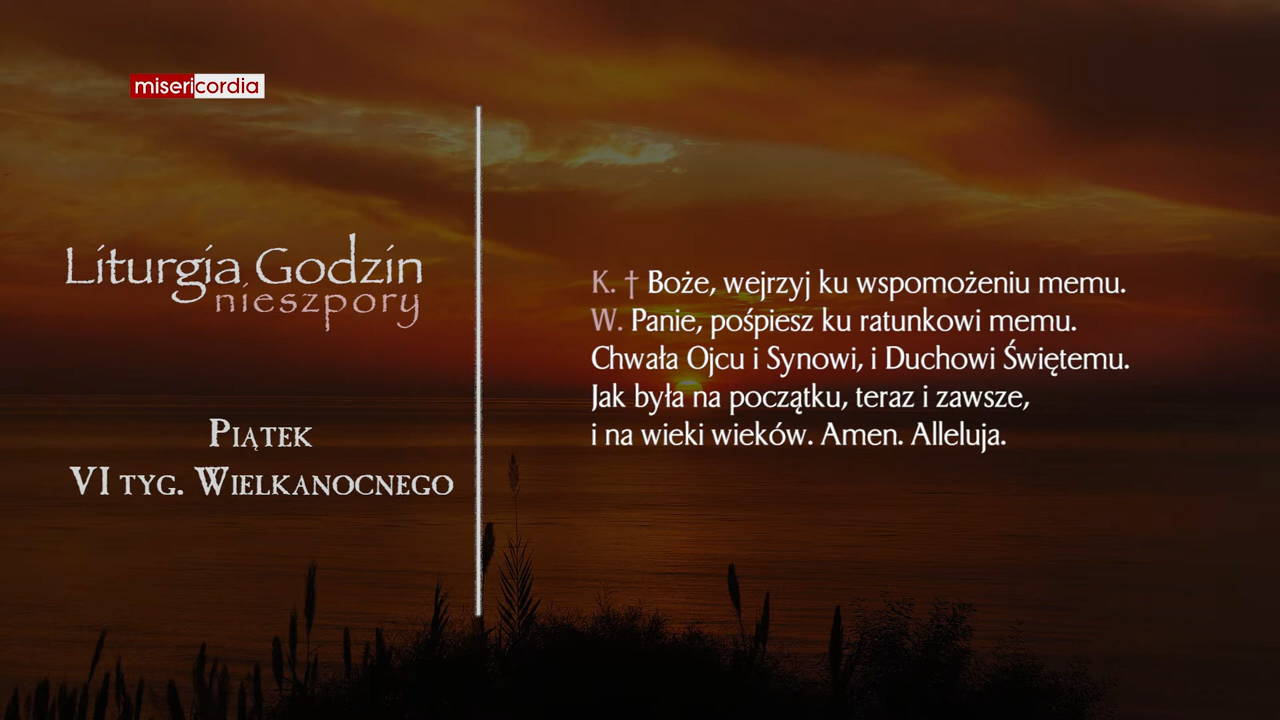 misericordia
Liturgia Godzin
nieszpory
Piątek
VI tyg. Wielkanocnego
K. † Boże, wejrzyj ku wspomożeniu memu.
W. Panie, pośpiesz ku ratunkowi memu.
Chwała Ojcu i Synowi, i Duchowi Świętemu.
Jak była na początku, teraz i zawsze,
i na wieki wieków. Amen. Alleluja.